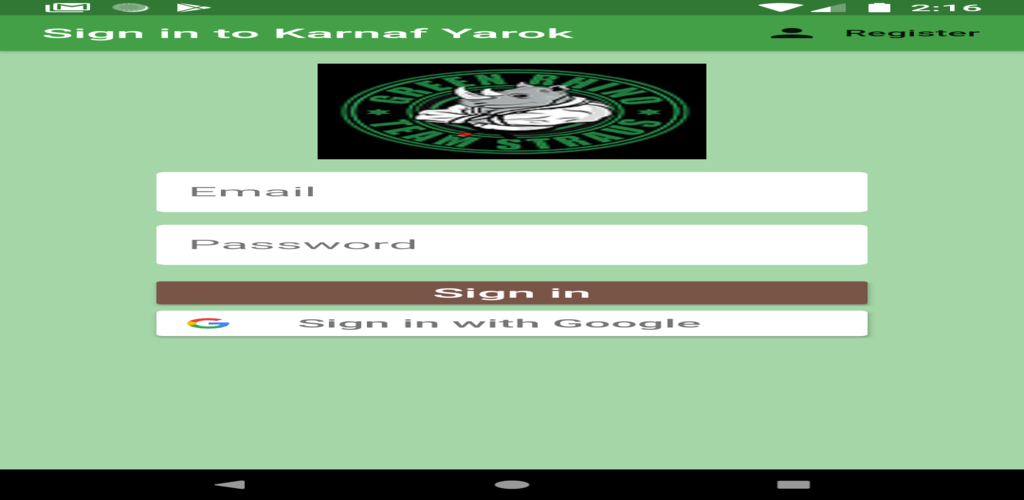 2:16
Sign in to Karnaf Yarok
Register
GREEN RHINO
TEAM STRAUS
Email
Password
Sign in
Sign in with Google